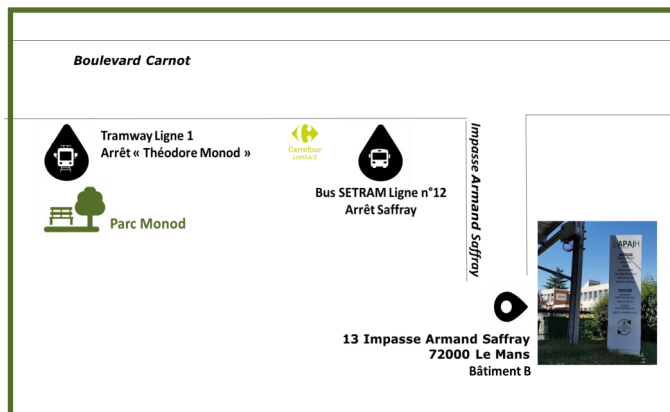 Boulevard Carnot
Tramway Ligne 1
Arrêt « Théodore Monod »
Carrefour
contact
Bus SETRAM Ligne n°12
Arrêt Saffray
Impasse Armand Saffray
Parc Monod
APAJH
13 Impasse Armand Saffray
72000 Le Mans
Bâtiment B